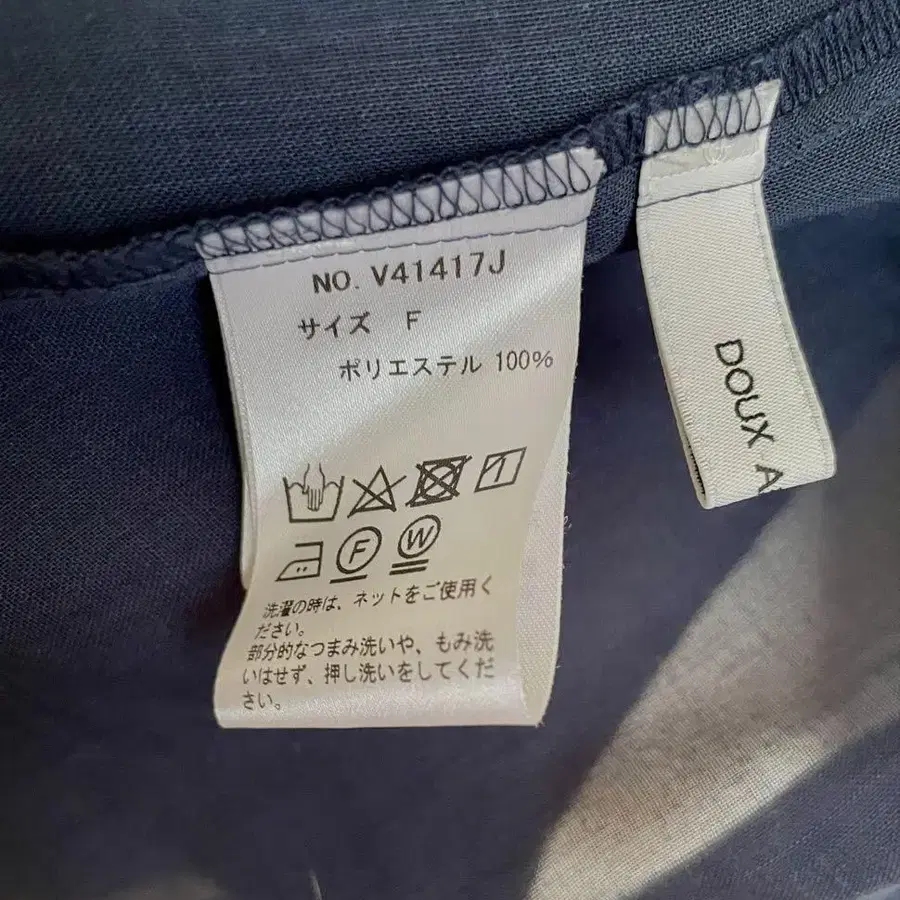 NO. V41417J
サイズ F
ポリエステル 100%
F
W
洗濯の時は、ネットをご使用く
ださい。
部分的なつまみ洗いや、もみ洗
いはせず、押し洗いをしてくだ
さい。
DOUX